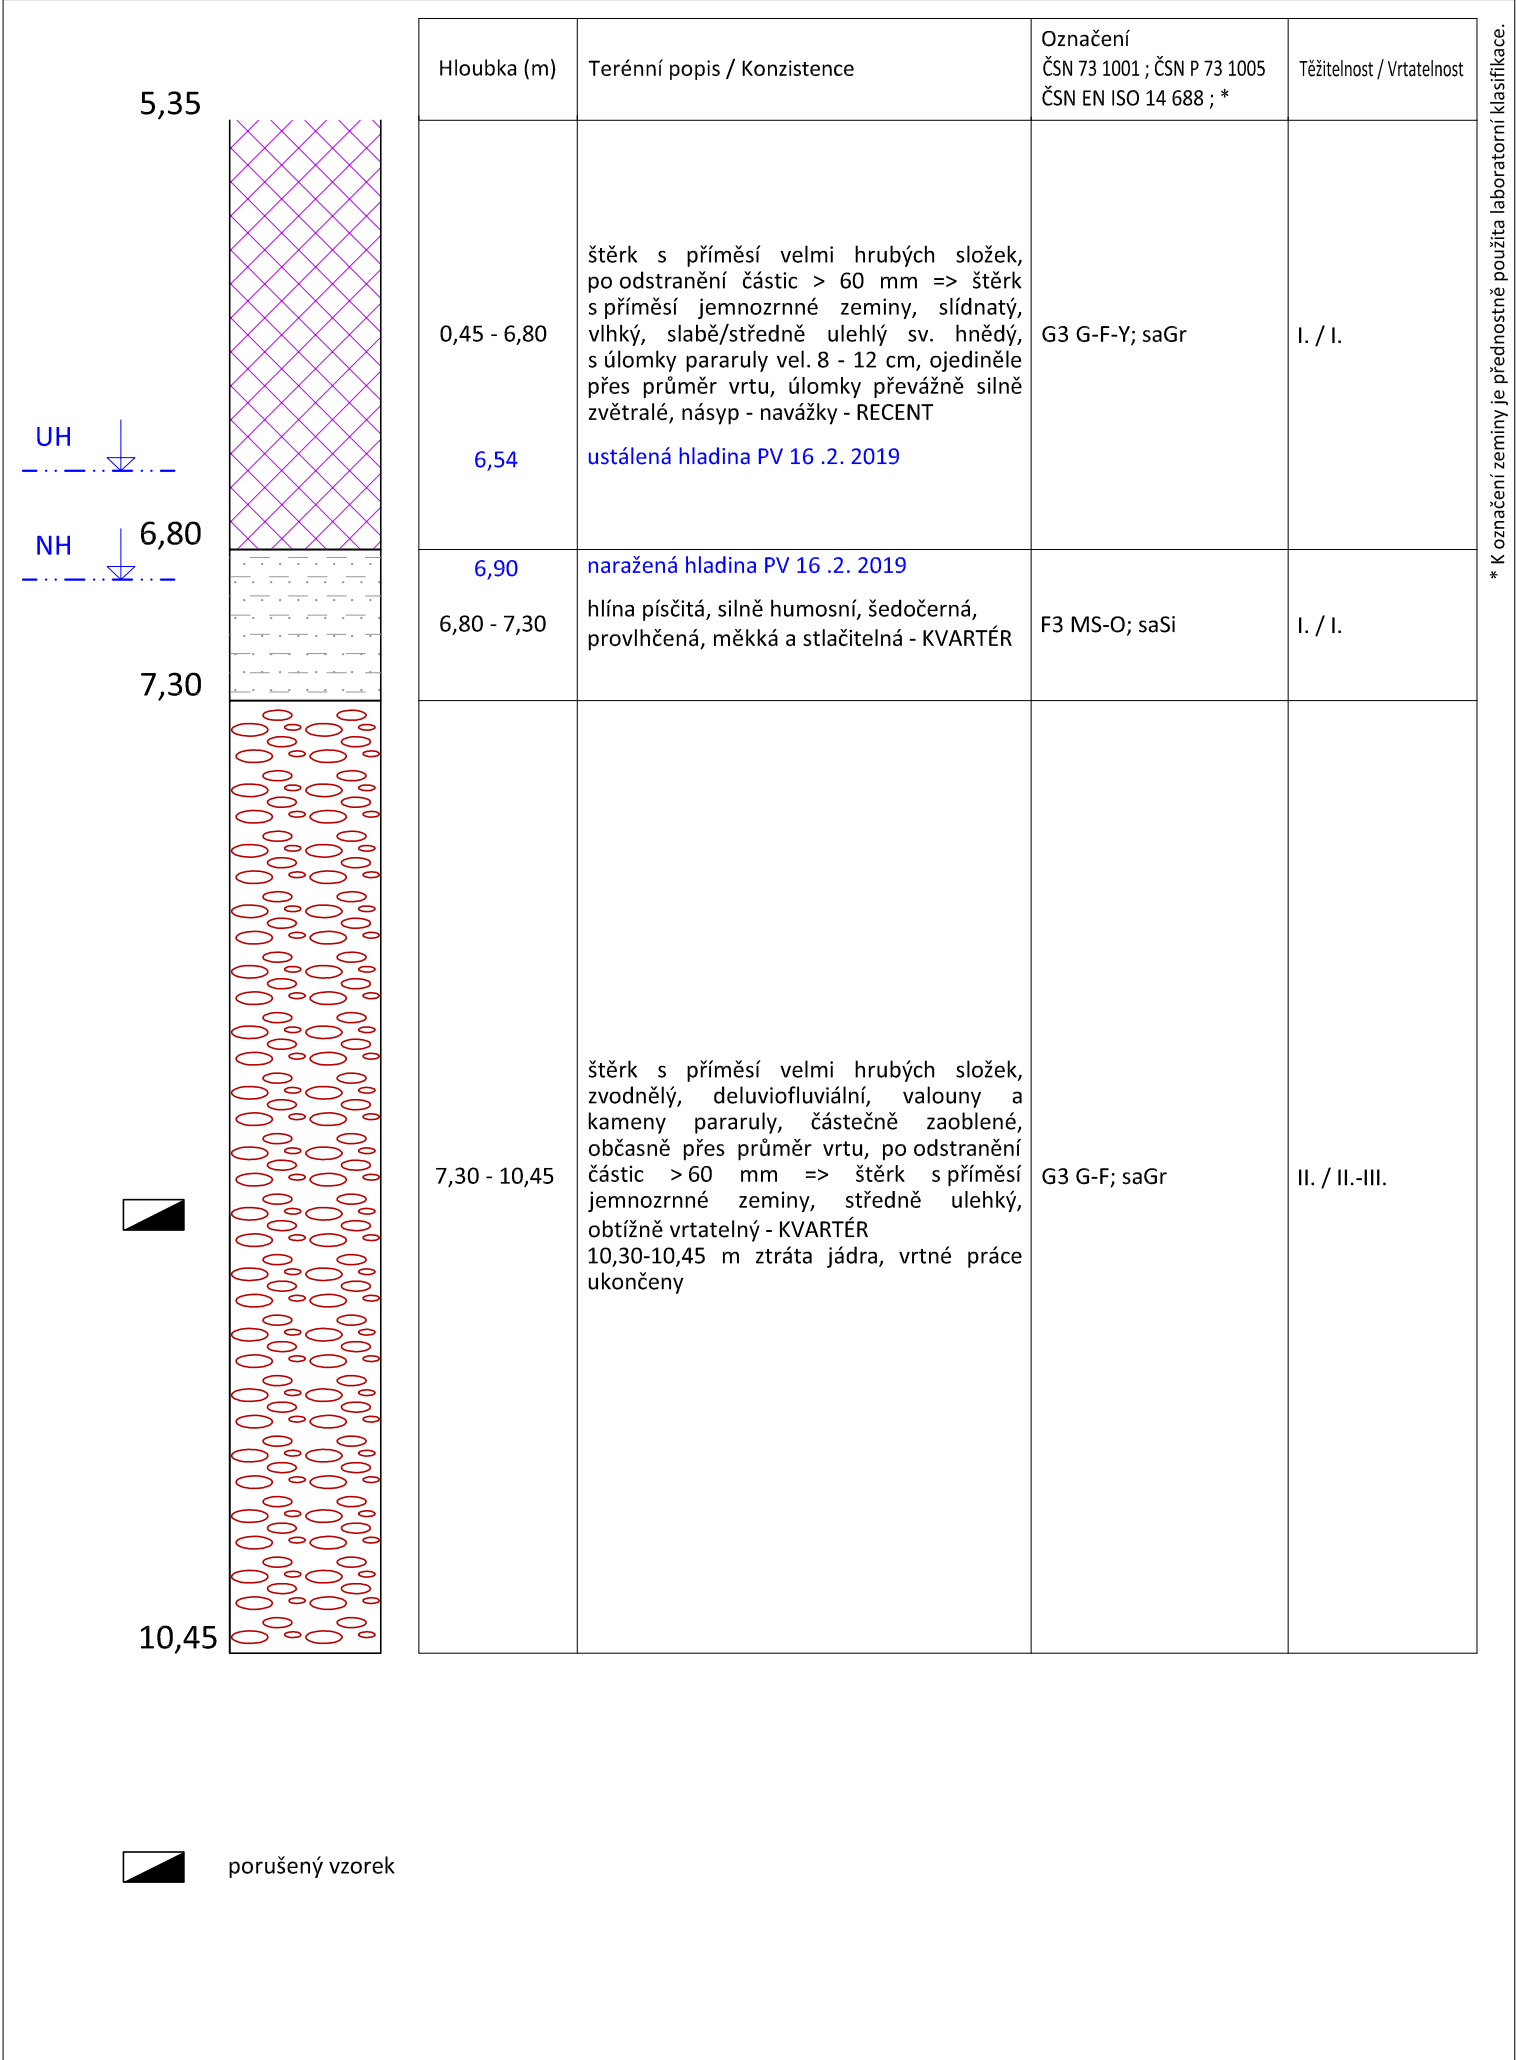 Hloubka (m)
Terénní popis / Konzistence
Označení
ČSN 73 1001 ; ČSN P 73 1005
ČSN EN ISO 14 688 ; *
Těžitelnost / Vrtatelnost
* K označení zeminy je přednostně použita laboratorní klasifikace.
5,35
0,45 - 6,80
štěrk s příměsí velmi hrubých složek,
po odstranění částic > 60 mm => štěrk
s příměsí jemnozrnné zeminy, slídnatý,
vlhký, slabě/středně ulehlý sv. hnědý,
s úlomky pararuly vel. 8 - 12 cm, ojediněle
přes průměr vrtu, úlomky převážně silně
zvětralé, násyp - navážky - RECENT
G3 G-F-Y; saGr
I. / I.
UH
6,54
ustálená hladina PV 16 .2. 2019
6,80
NH
6,90
naražená hladina PV 16 .2. 2019
6,80 - 7,30
hlína písčitá, silně humosní, šedočerná,
provlhčená, měkká a stlačitelná - KVARTÉR
F3 MS-O; saSi
I. / I.
7,30
7,30 - 10,45
štěrk s příměsí velmi hrubých složek,
zvodnělý, deluviofluviální, valouny a
kameny pararuly, částečně zaoblené,
občasně přes průměr vrtu, po odstranění
částic > 60 mm => štěrk s příměsí
jemnozrnné zeminy, středně ulehký,
obtížně vrtatelný - KVARTÉR
10,30-10,45 m ztráta jádra, vrtné práce
ukončeny
G3 G-F; saGr
II. / II.-III.
10,45
porušený vzorek